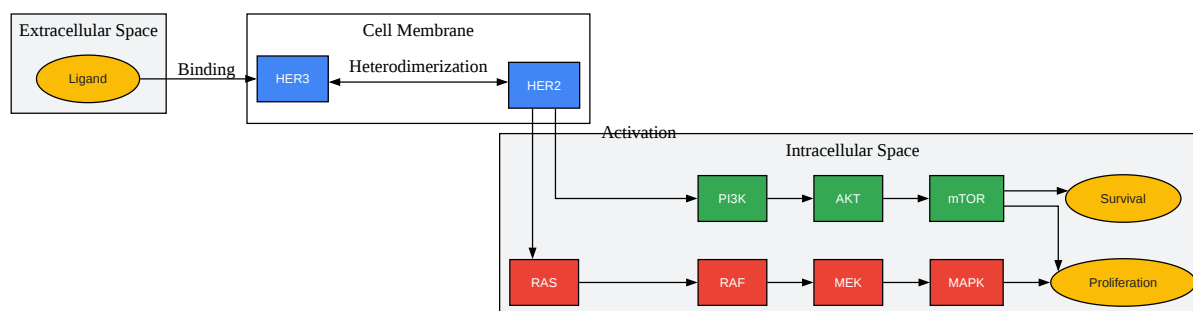 Extracellular Space
Cell Membrane
Ligand
Binding
HER3
Heterodimerization
HER2
Activation
Intracellular Space
PI3K
AKT
mTOR
Survival
RAS
RAF
MEK
MAPK
Proliferation